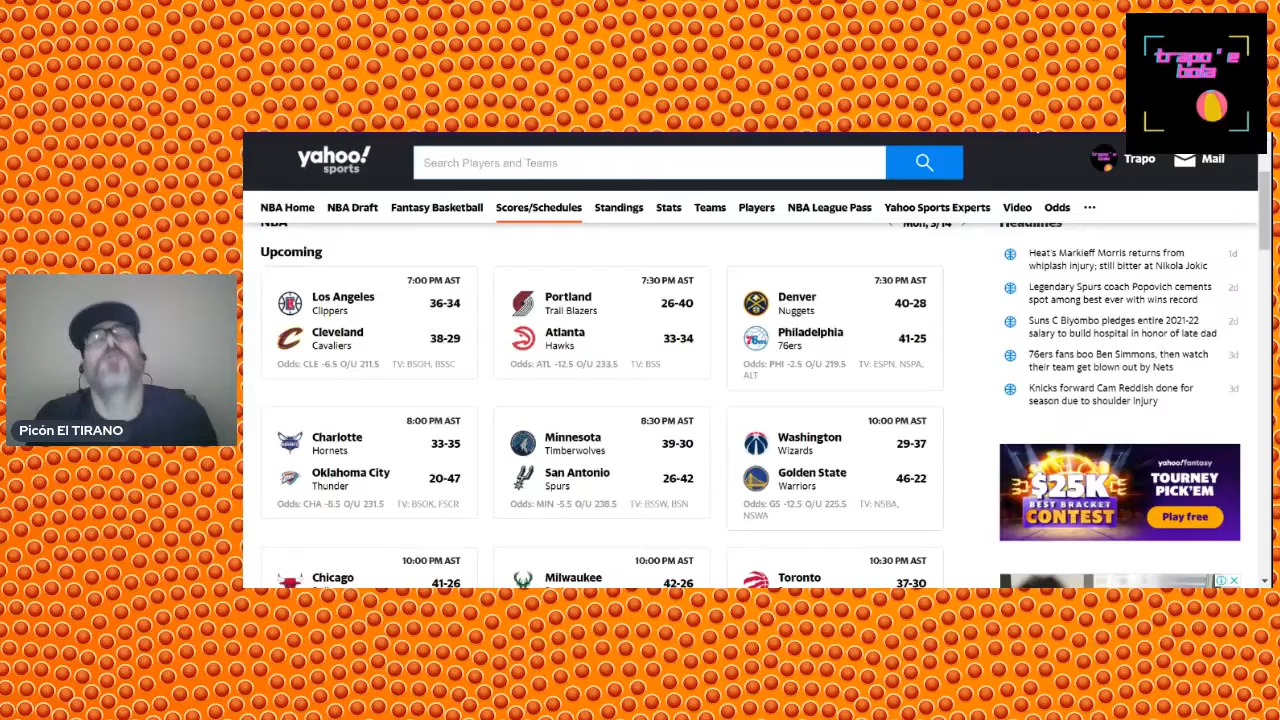 trapo'e
bola
yahoo!
sports
Search Players and Teams
Trapo
Mail
NBA Home
NBA Draft
Fantasy Basketball
Scores/Schedules
Standings
Stats
Teams
Players
NBA League Pass
Yahoo Sports Experts
Video
Odds
...
NBA
Mon, 3/14
Headlines
Upcoming
7:00 PM AST
Los Angeles 36-34
Clippers
Cleveland 38-29
Cavaliers
Odds: CLE -6.5 O/U 211.5 TV: BSOH, BSSC
7:30 PM AST
Portland 26-40
Trail Blazers
Atlanta 33-34
Hawks
Odds: ATL -12.5 O/U 233.5 TV: BSS
7:30 PM AST
Denver 40-28
Nuggets
Philadelphia 41-25
76ers
Odds: PHI -2.5 O/U 219.5 TV: ESPN, NSPA,
ALT
8:00 PM AST
Charlotte 33-35
Hornets
Oklahoma City 20-47
Thunder
Odds: CHA -8.5 O/U 231.5 TV: BSOK, FSCR
8:30 PM AST
Minnesota 39-30
Timberwolves
San Antonio 26-42
Spurs
Odds: MIN -5.5 O/U 238.5 TV: BSSW, BSN
10:00 PM AST
Washington 29-37
Wizards
Golden State 46-22
Warriors
Odds: GS -12.5 O/U 225.5 TV: NSBA,
NSWA
10:00 PM AST
Chicago 41-26
10:00 PM AST
Milwaukee 42-26
10:30 PM AST
Toronto 37-30
Heat's Markieff Morris returns from 1d
whiplash injury; still bitter at Nikola Jokic
Legendary Spurs coach Popovich cements 2d
spot among best ever with wins record
Suns C Biyombo pledges entire 2021-22 2d
salary to build hospital in honor of late dad
76ers fans boo Ben Simmons, then watch 3d
their team get blown out by Nets
Knicks forward Cam Reddish done for 3d
season due to shoulder injury
$25K
BEST BRACKET
CONTEST
yahoo!fantasy
TOURNEY
PICK'EM
Play free
Picón El TIRANO